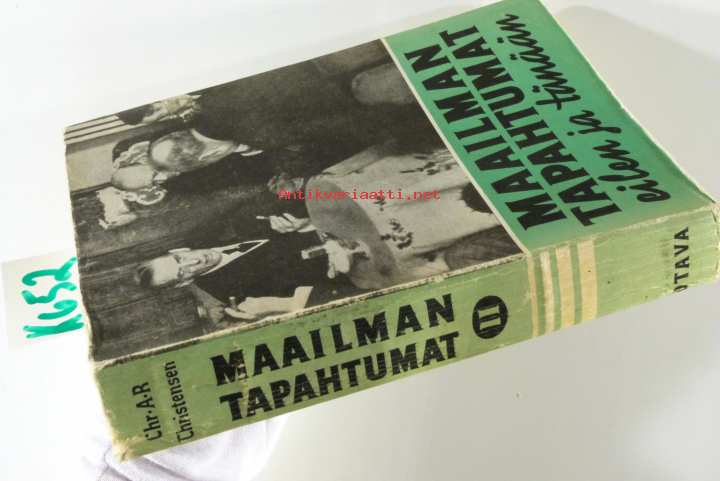 MAAILMAN
TAPAHTUMAT
eilen ja tänään
Antikvariaatti.net
K652
Chr. A.R
Christensen
MAAILMAN
TAPAHTUMAT
II
OTAVA